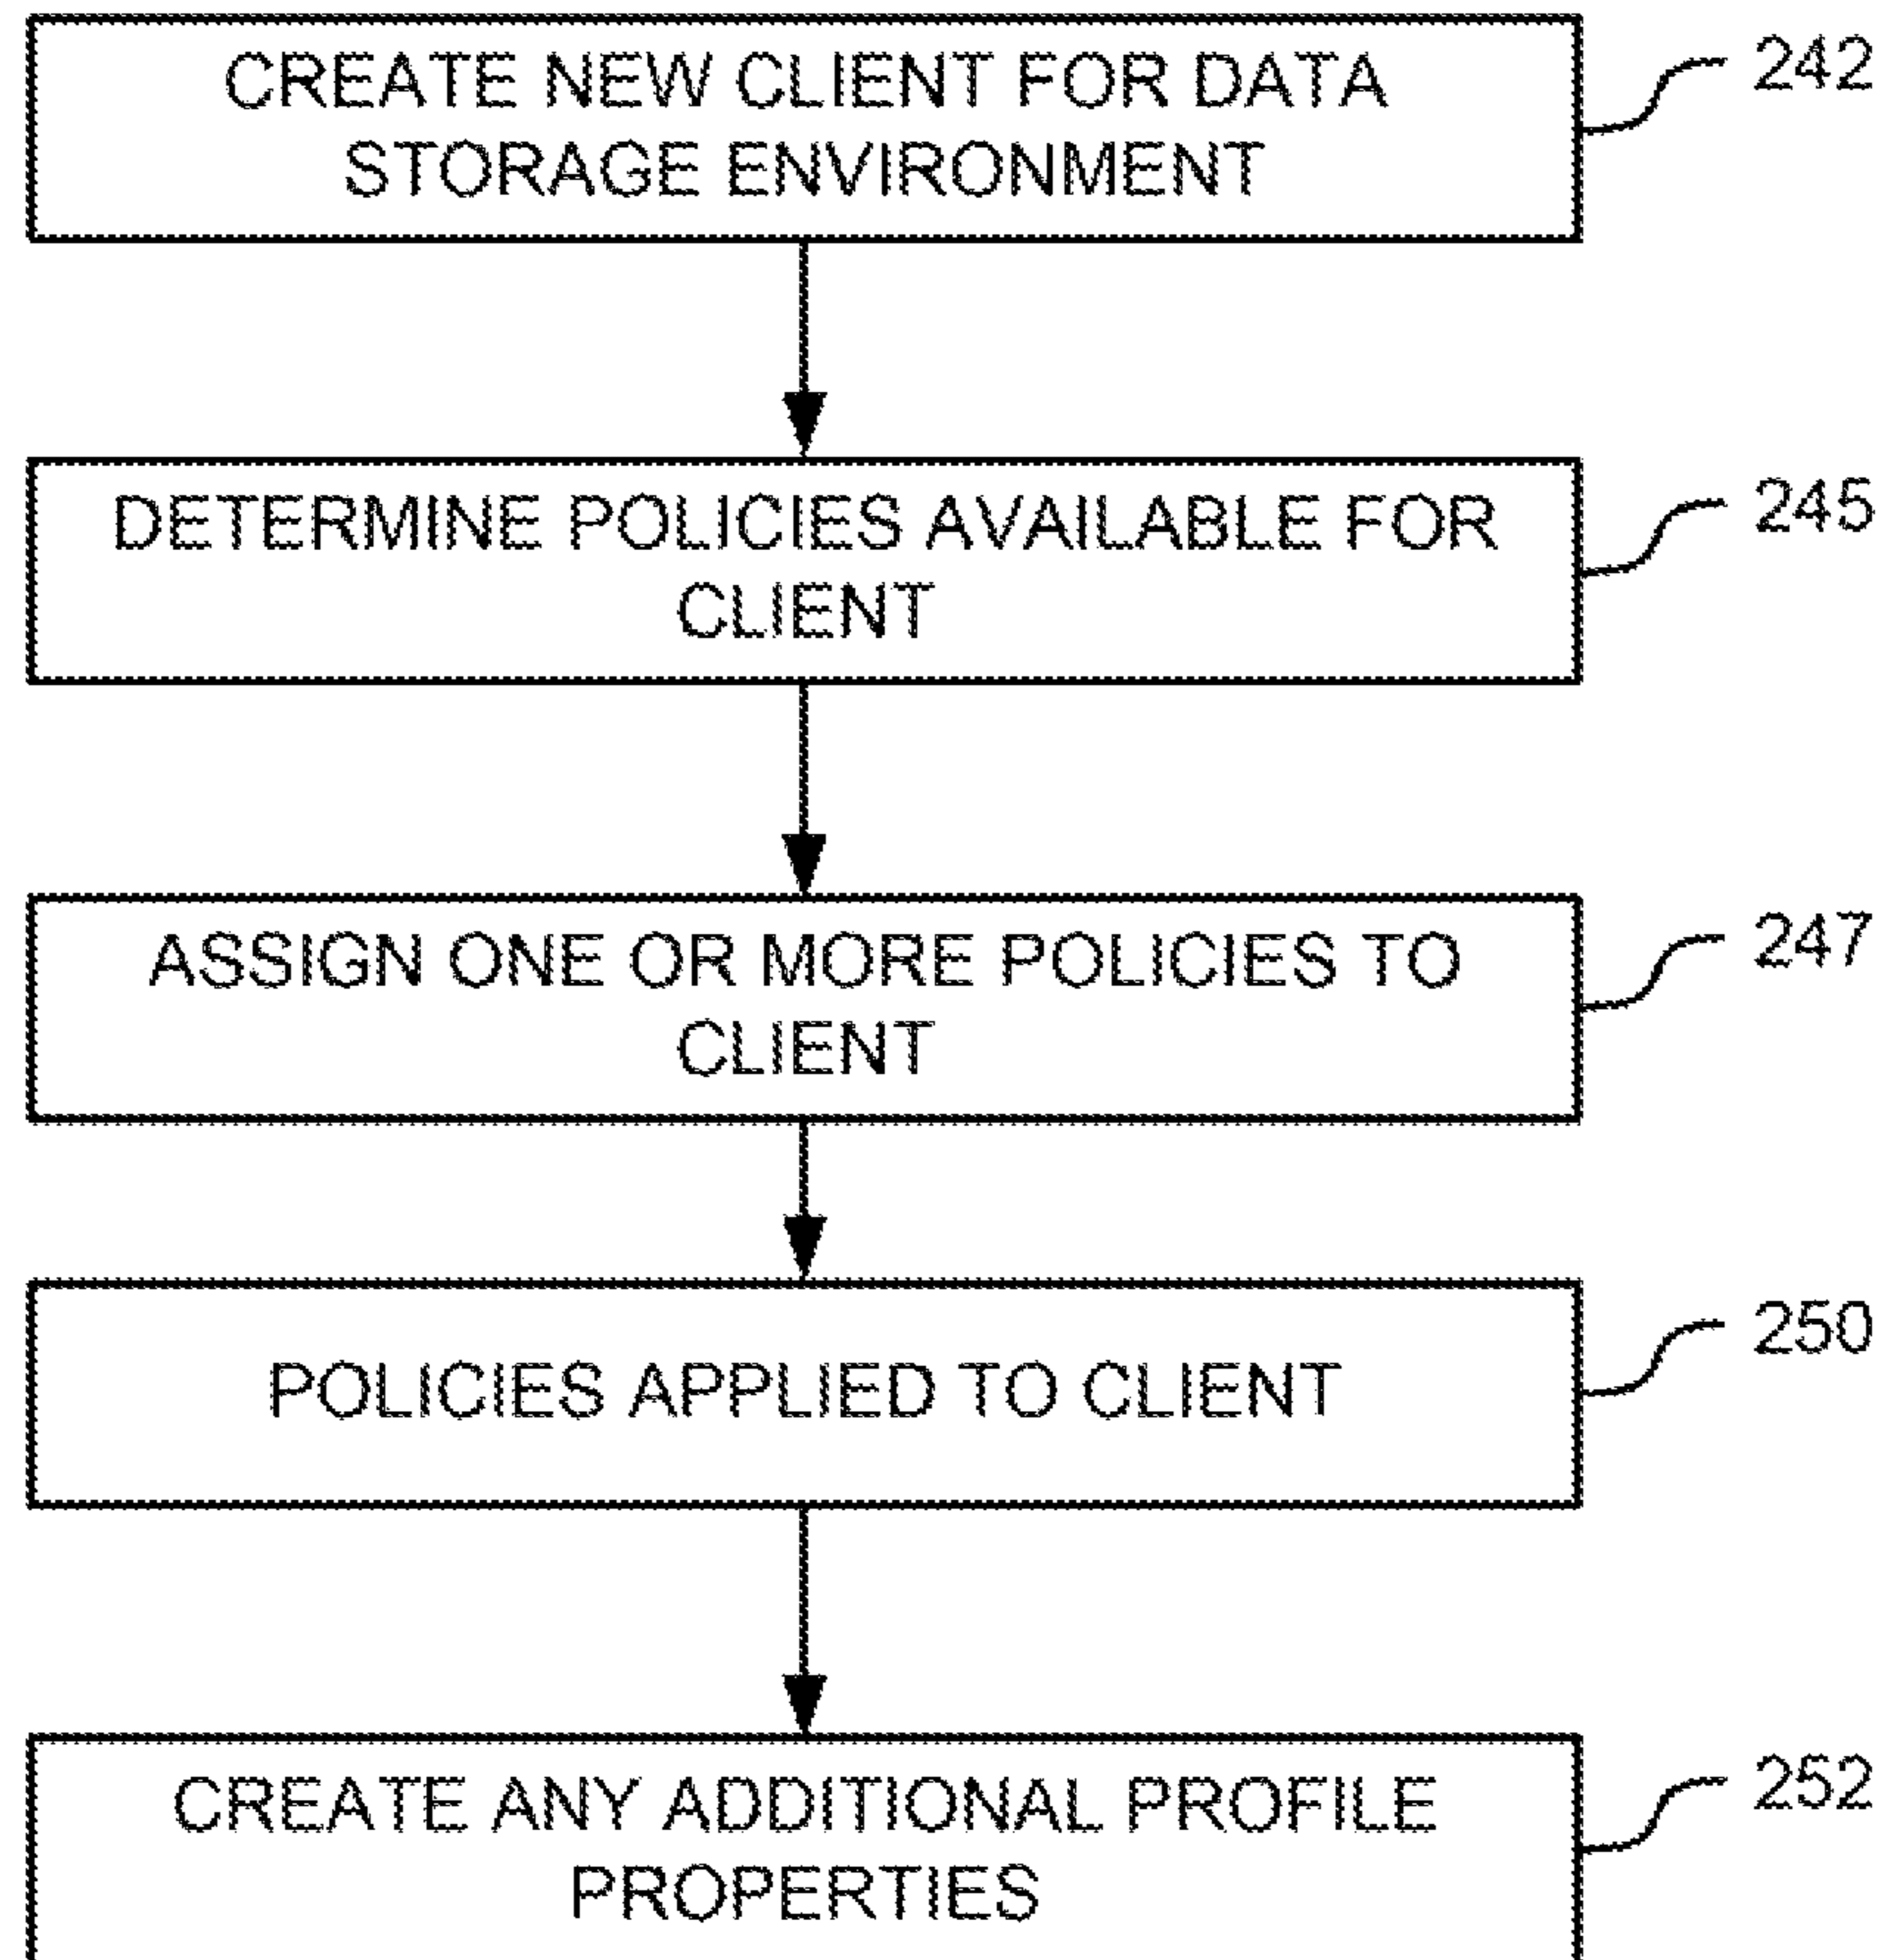 CREATE NEW CLIENT FOR DATA
STORAGE ENVIRONMENT
242
DETERMINE POLICIES AVAILABLE FOR
CLIENT
245
ASSIGN ONE OR MORE POLICIES TO
CLIENT
247
POLICIES APPLIED TO CLIENT
250
CREATE ANY ADDITIONAL PROFILE
PROPERTIES
252